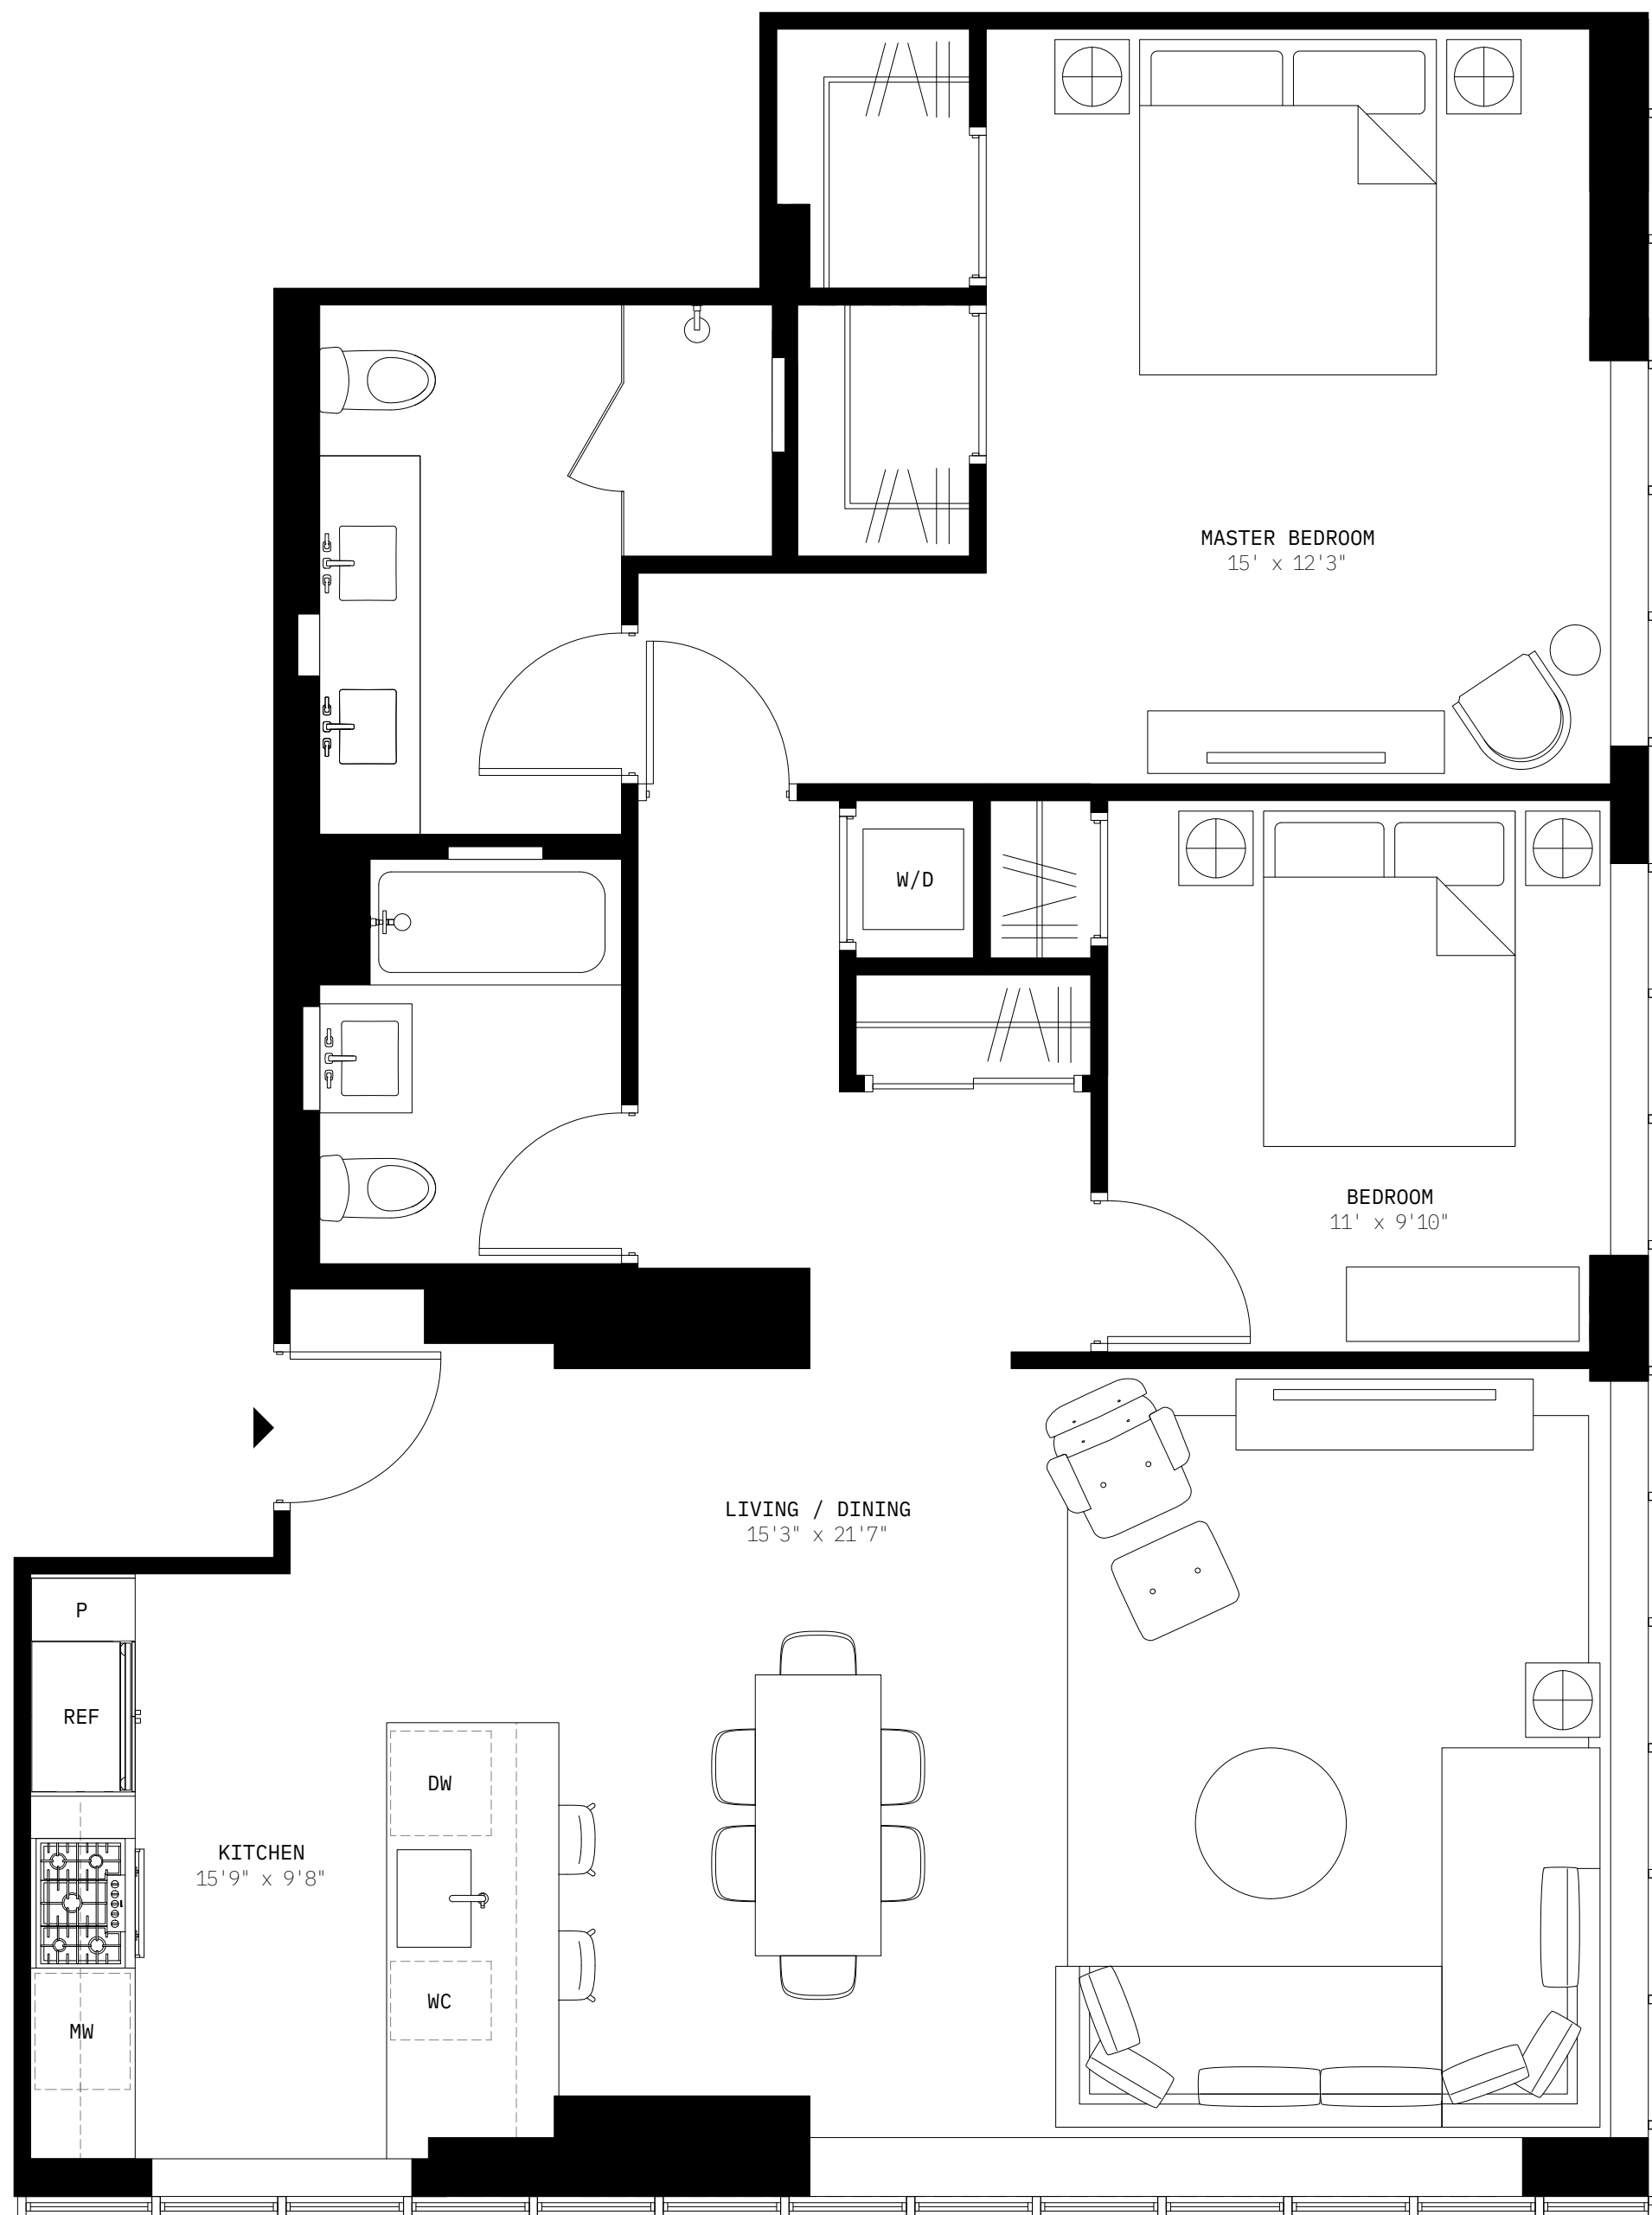 MASTER BEDROOM
15' x 12'3"
W/D
BEDROOM
11' x 9'10"
LIVING / DINING
15'3" x 21'7"
P
REF
DW
KITCHEN
15'9" x 9'8"
WC
MW